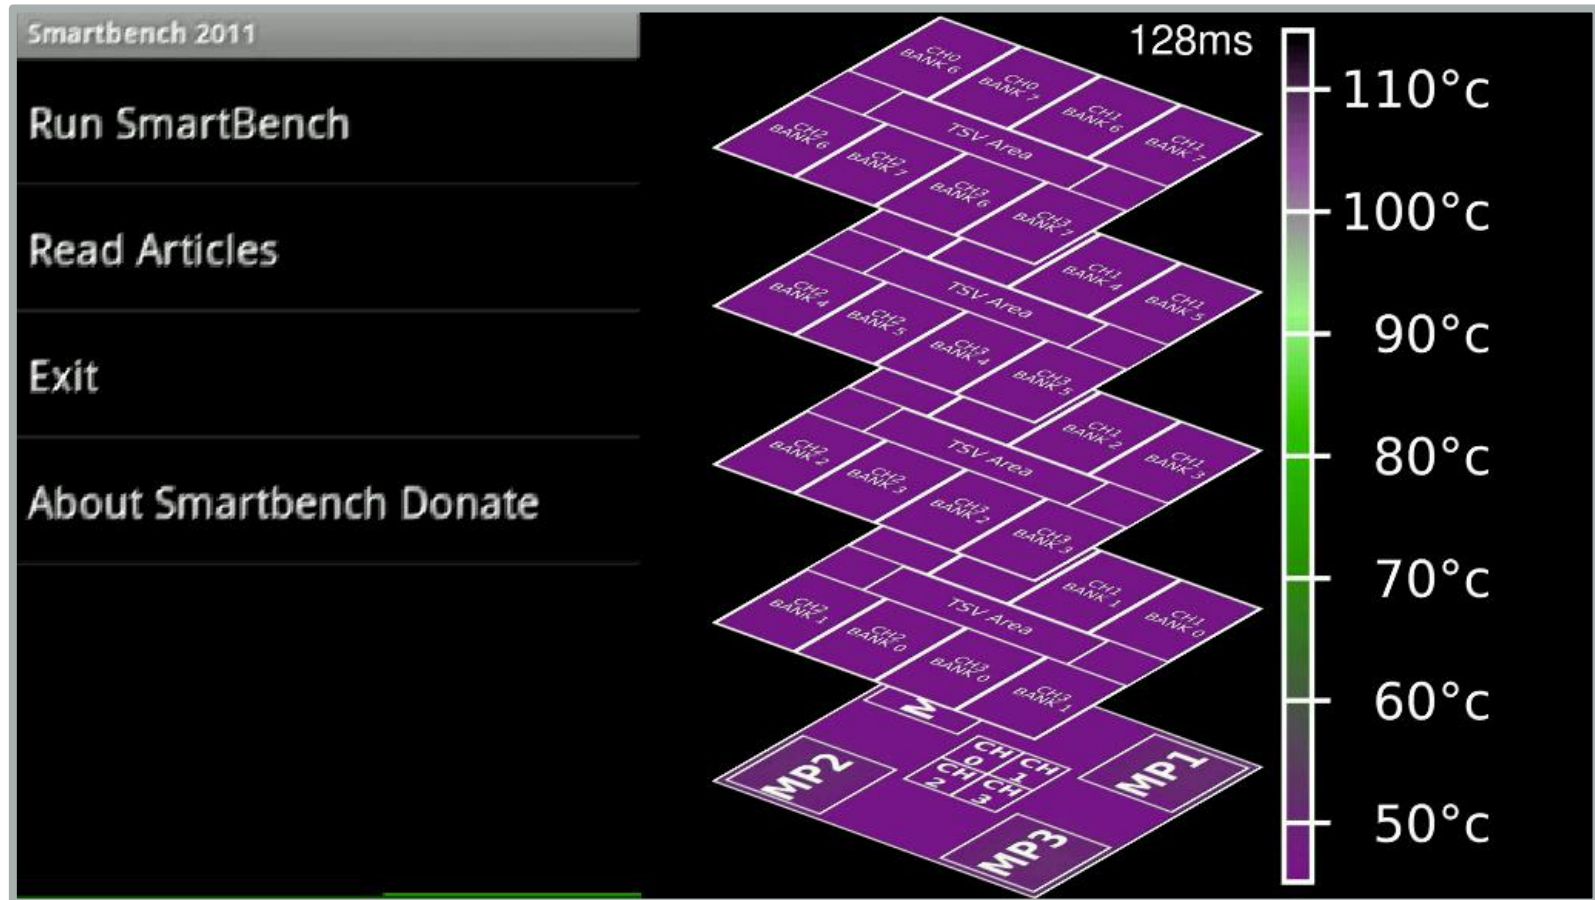 Smartbench 2011
Run SmartBench
Read Articles
Exit
About Smartbench Donate
128ms
CH0
BANK 6
CH0
BANK 7
CH1
BANK 6
CH1
BANK 7
TSV Area
CH2
BANK 6
CH2
BANK 7
CH3
BANK 6
CH3
BANK 7
CH1
BANK 4
CH1
BANK 5
TSV Area
CH2
BANK 4
CH2
BANK 5
CH3
BANK 4
CH3
BANK 5
CH1
BANK 2
CH1
BANK 3
TSV Area
CH2
BANK 2
CH2
BANK 3
CH3
BANK 2
CH3
BANK 3
CH1
BANK 1
CH1
BANK 0
TSV Area
CH2
BANK 1
CH2
BANK 0
CH3
BANK 0
CH3
BANK 1
M
MP2
CH
0
CH
1
CH
2
CH
3
MP1
MP3
110°c
100°c
90°c
80°c
70°c
60°c
50°c